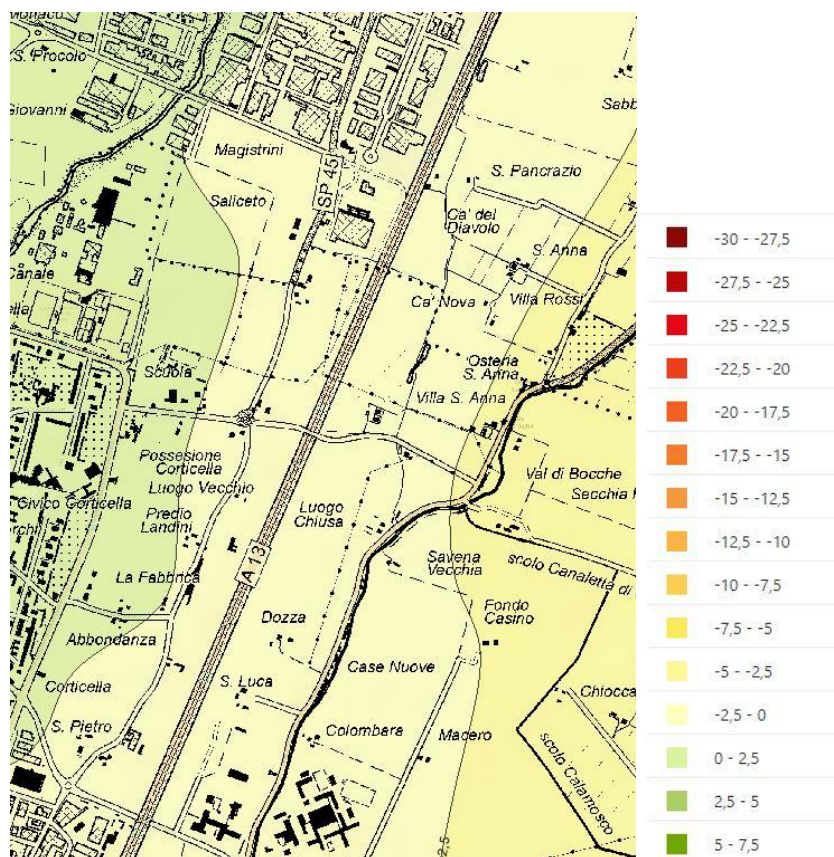 S. Procolo
Giovanni
Sabb
Magistrini
SP 45
S. Pancrazio
Saliceto
Ca' del
Diavolo
S. Anna
Canale
Ca' Nova
Villa Rossi
ella
Scuola
Osteria
S. Anna
Villa S. Anna
Possesione
Corticella
Luogo Vecchio
Val di Bocche
Secchia
Civico Corticella
Predio
Landini
Luogo
Chiusa
rchi
A 13
Savena
Vecchia
scolo Canaletta di
La Fabbrica
Fondo
Casino
Dozza
Abbondanza
Case Nuove
S. Luca
Chiocca
Corticella
S. Pietro
Colombara
Macero
scolo Calamosco
2,5
-30 - -27,5
-27,5 - -25
-25 - -22,5
-22,5 - -20
-20 - -17,5
-17,5 - -15
-15 - -12,5
-12,5 - -10
-10 - -7,5
-7,5 - -5
-5 - -2,5
-2,5 - 0
0 - 2,5
2,5 - 5
5 - 7,5